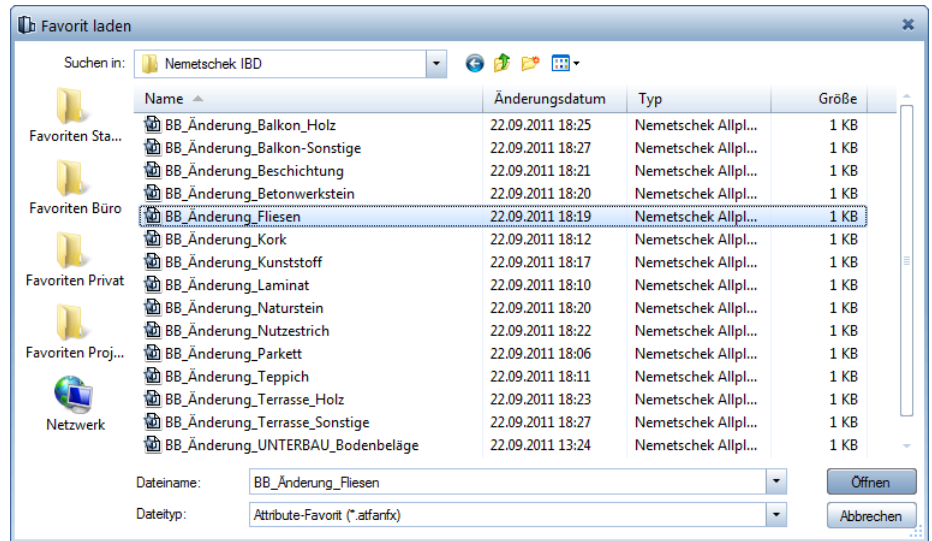 Favorit laden
Suchen in: Nemetschek IBD
Name Änderungsdatum Typ Größe
BB_Änderung_Balkon_Holz 22.09.2011 18:25 Nemetschek Allpl... 1 KB
BB_Änderung_Balkon-Sonstige 22.09.2011 18:27 Nemetschek Allpl... 1 KB
BB_Änderung_Beschichtung 22.09.2011 18:21 Nemetschek Allpl... 1 KB
BB_Änderung_Betonwerkstein 22.09.2011 18:20 Nemetschek Allpl... 1 KB
BB_Änderung_Fliesen 22.09.2011 18:19 Nemetschek Allpl... 1 KB
BB_Änderung_Kork 22.09.2011 18:12 Nemetschek Allpl... 1 KB
BB_Änderung_Kunststoff 22.09.2011 18:17 Nemetschek Allpl... 1 KB
BB_Änderung_Laminat 22.09.2011 18:10 Nemetschek Allpl... 1 KB
BB_Änderung_Naturstein 22.09.2011 18:20 Nemetschek Allpl... 1 KB
BB_Änderung_Nutzestrich 22.09.2011 18:22 Nemetschek Allpl... 1 KB
BB_Änderung_Parkett 22.09.2011 18:06 Nemetschek Allpl... 1 KB
BB_Änderung_Teppich 22.09.2011 18:11 Nemetschek Allpl... 1 KB
BB_Änderung_Terrasse_Holz 22.09.2011 18:23 Nemetschek Allpl... 1 KB
BB_Änderung_Terrasse_Sonstige 22.09.2011 18:27 Nemetschek Allpl... 1 KB
BB_Änderung_UNTERBAU_Bodenbeläge 22.09.2011 13:24 Nemetschek Allpl... 1 KB
Favoriten Sta...
Favoriten Büro
Favoriten Privat
Favoriten Proj...
Netzwerk
Dateiname: BB_Änderung_Fliesen Öffnen
Dateityp: Attribute-Favorit (*.atfanfx) Abbrechen